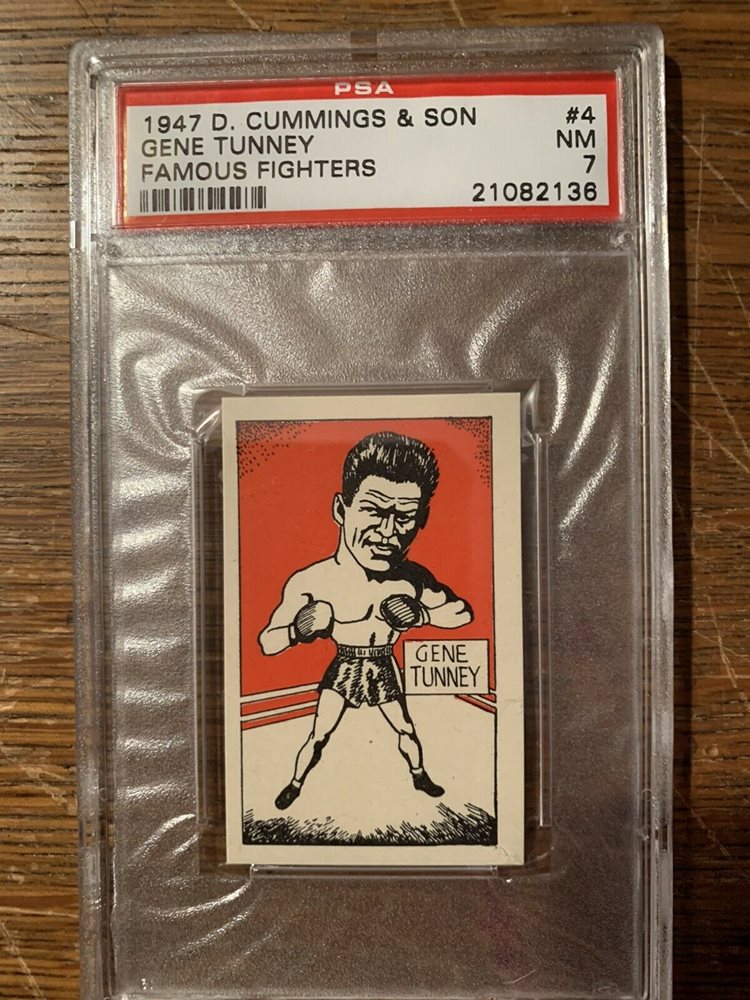 PSA
1947 D. CUMMINGS & SON #4
GENE TUNNEY NM
FAMOUS FIGHTERS 7
21082136
GENE
TUNNEY